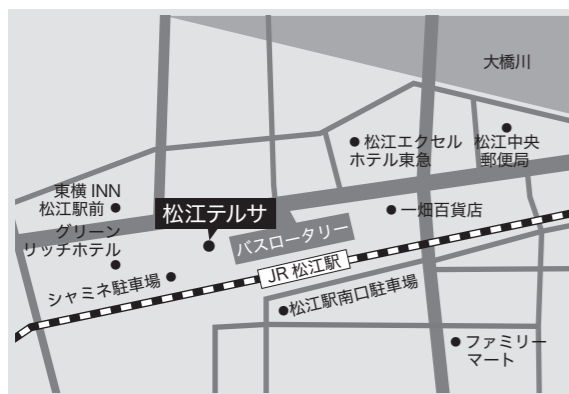 大橋川
松江エクセル
ホテル東急
松江中央
郵便局
東横 INN
松江駅前
松江テルサ
一畑百貨店
グリーン
リッチホテル
バスロータリー
JR 松江駅
シャミネ駐車場
松江駅南口駐車場
ファミリー
マート